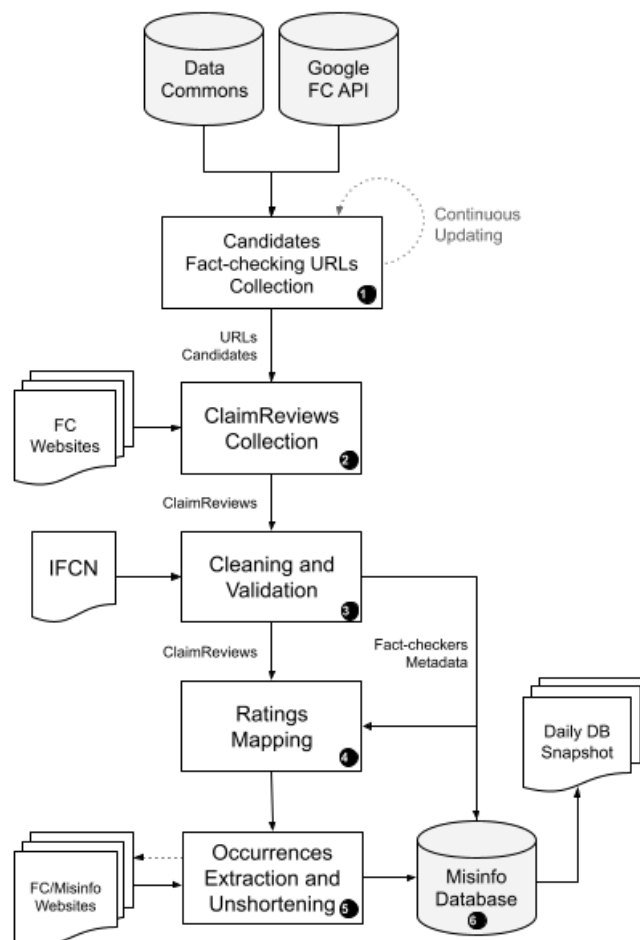 Data
Commons
Google
FC API
Continuous
Updating
Candidates
Fact-checking URLs
Collection
1
URLs
Candidates
FC
Websites
ClaimReviews
Collection
2
ClaimReviews
IFCN
Cleaning and
Validation
3
ClaimReviews
Fact-checkers
Metadata
Ratings
Mapping
4
Daily DB
Snapshot
FC/Misinfo
Websites
Occurrences
Extraction and
Unshortening
5
Misinfo
Database
6